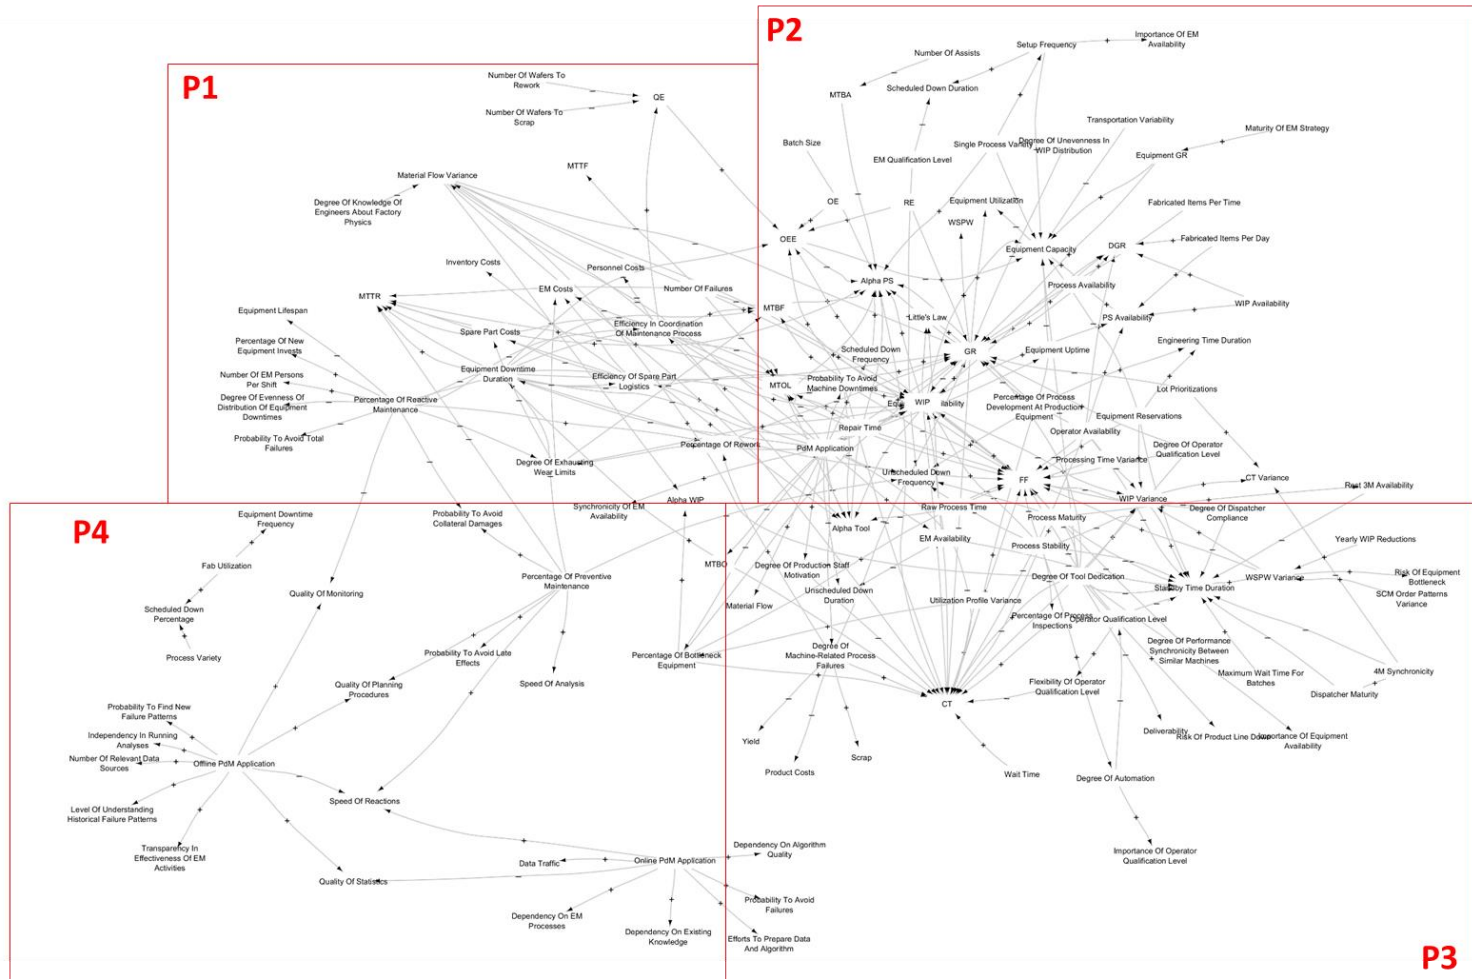 P2
Setup Frequency
Importance Of EM
Availability
Number Of Assists
Scheduled Down Duration
MTBA
Transportation Variability
Maturity Of EM Strategy
Batch Size
Single Process Variety
Degree Of Unevenness In
WIP Distribution
Equipment GR
EM Qualification Level
OE
RE
Equipment Utilization
WSPW
Fabricated Items Per Time
Fabricated Items Per Day
OEE
Equipment Capacity
DGR
Alpha PS
Process Availability
WIP Availability
PS Availability
MTBF
Little's Law
Engineering Time Duration
GR
Equipment Uptime
Scheduled Down
Frequency
MTOL
Probability To Avoid
Machine Downtimes
Lot Prioritizations
WIP
ilability
Percentage Of Process
Development At Production
Equipment
Equipment Reservations
Repair Time
Operator Availability
PdM Application
Degree Of Operator
Qualification Level
Processing Time Variance
Unscheduled Down
Frequency
FF
CT Variance
WIP Variance
Rest 3M Availability
P1
Number Of Wafers To
Rework
QE
Number Of Wafers To
Scrap
MTTF
Material Flow Variance
Degree Of Knowledge Of
Engineers About Factory
Physics
Inventory Costs
Personnel Costs
EM Costs
Number Of Failures
MTTR
Equipment Lifespan
Spare Part Costs
Efficiency In Coordination
Of Maintenance Process
Percentage Of New
Equipment Invests
Number Of EM Persons
Per Shift
Equipment Downtime
Duration
Efficiency Of Spare Part
Logistics
Degree Of Evenness Of
Distribution Of Equipment
Downtimes
Percentage Of Reactive
Maintenance
Probability To Avoid Total
Failures
Percentage Of Rework
Degree Of Exhausting
Wear Limits
Alpha WIP
Synchronicity Of EM
Availability
P4
Equipment Downtime
Frequency
Probability To Avoid
Collateral Damages
Fab Utilization
Quality Of Monitoring
Percentage Of Preventive
Maintenance
Scheduled Down
Percentage
Process Variety
Probability To Avoid Late
Effects
Percentage Of Bottleneck
Equipment
Quality Of Planning
Procedures
Speed Of Analysis
Probability To Find New
Failure Patterns
Independency In Running
Analyses
Number Of Relevant Data
Sources
Offline PdM Application
Level Of Understanding
Historical Failure Patterns
Speed Of Reactions
Transparency In
Effectiveness Of EM
Activities
Quality Of Statistics
Data Traffic
Online PdM Application
Dependency On EM
Processes
Dependency On Existing
Knowledge
Raw Process Time
Process Maturity
Degree Of Dispatcher
Compliance
Alpha Tool
EM Availability
Process Stability
Yearly WIP Reductions
MTBO
Degree Of Production Staff
Motivation
Degree Of Tool Dedication
WSPW Variance
Risk Of Equipment
Bottleneck
Standby Time Duration
SCM Order Patterns
Variance
Material Flow
Unscheduled Down
Duration
Utilization Profile Variance
Percentage Of Process
Inspections
Operator Qualification Level
Degree Of
Machine-Related Process
Failures
Degree Of Performance
Synchronicity Between
Similar Machines
Maximum Wait Time For
Batches
4M Synchronicity
Flexibility Of Operator
Qualification Level
Dispatcher Maturity
CT
Yield
Deliverability
Risk Of Product Line Down
Importance Of Equipment
Availability
Scrap
Product Costs
Wait Time
Degree Of Automation
Dependency On Algorithm
Quality
Importance Of Operator
Qualification Level
Probability To Avoid
Failures
Efforts To Prepare Data
And Algorithm
P3